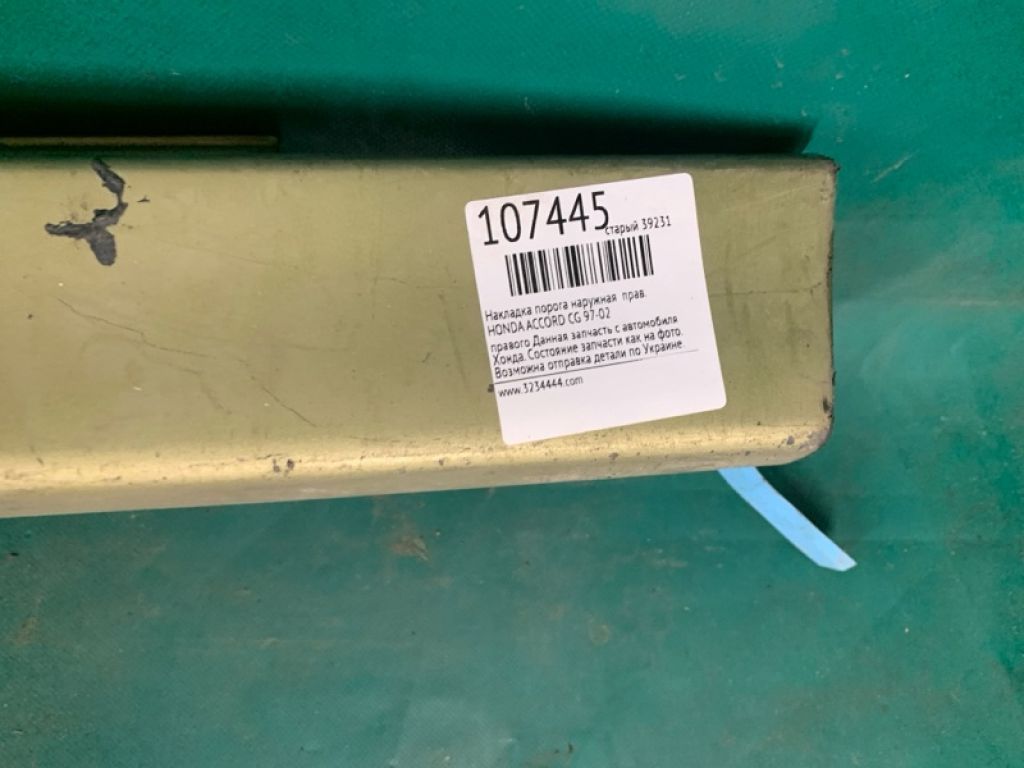 107445
старый 39231
Накладка порога наружная прав.
HONDA ACCORD CG 97-02
правого Данная запчасть с автомобиля
Хонда. Состояние запчасти как на фото.
Возможна отправка детали по Украине
www.3234444.com